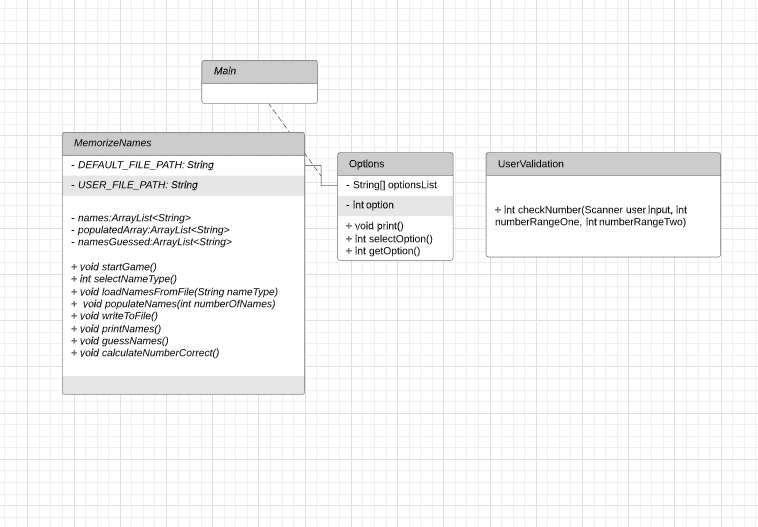 Main
MemorizeNames
- DEFAULT_FILE_PATH: String
- USER_FILE_PATH: String
- names:ArrayList<String>
- populatedArray:ArrayList<String>
- namesGuessed:ArrayList<String>
+ void startGame()
+ int selectNameType()
+ void loadNamesFromFile(String nameType)
+ void populateNames(int numberOfNames)
+ void writeToFile()
+ void printNames()
+ void guessNames()
+ void calculateNumberCorrect()
Options
- String[] optionsList
- int option
+ void print()
+ int selectOption()
+ int getOption()
UserValidation
+ int checkNumber(Scanner user input, int
numberRangeOne, int numberRangeTwo)